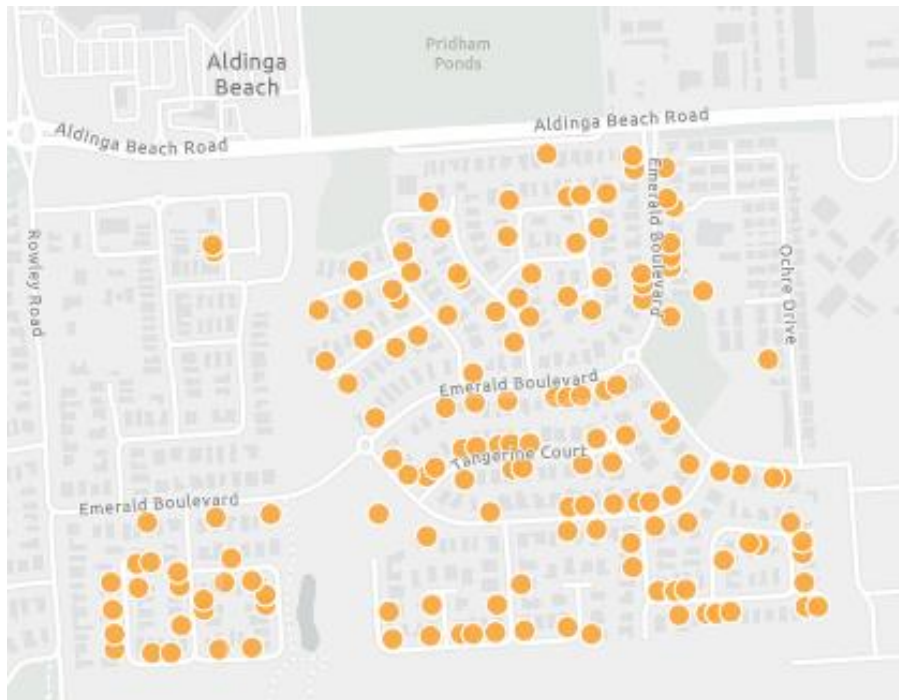 Pridham
Ponds
Aldinga
Beach
Aldinga Beach Road
Aldinga Beach Road
Emerald Boulevard
Rowley Road
Ochre Drive
Emerald Boulevard
Tangerine Court
Emerald Boulevard